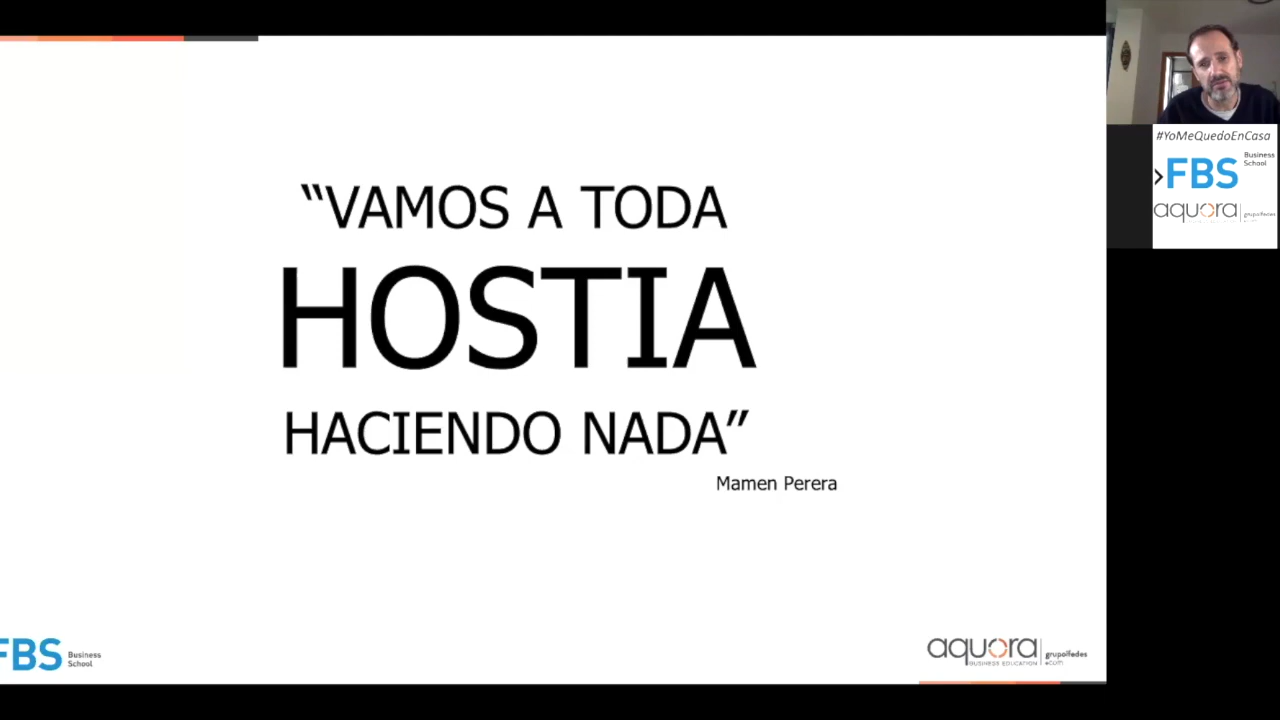 “VAMOS A TODA
HOSTIA
HACIENDO NADA”
Mamen Perera
#YoMeQuedoEnCasa
FBS Business
School
aquora
FBS Business
School
aquora grupoifedes
BUSINESS EDUCATION .com